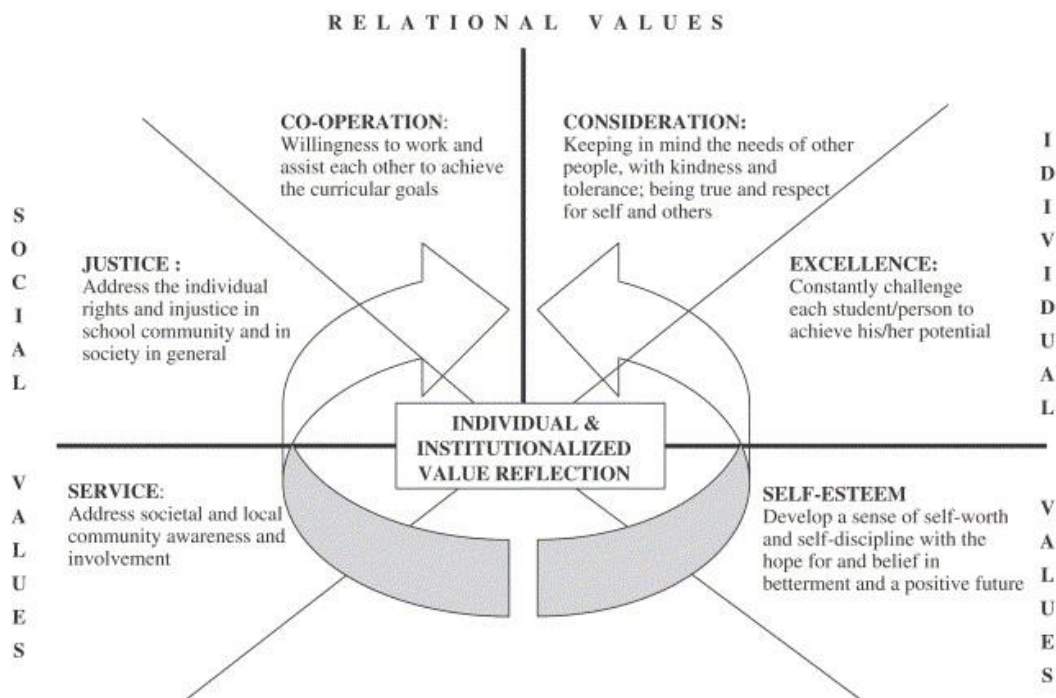 RELATIONAL VALUES
CO-OPERATION:
Willingness to work and
assist each other to achieve
the curricular goals
CONSIDERATION:
Keeping in mind the needs of other
people, with kindness and
tolerance; being true and respect
for self and others
SOCIAL
VALUES
JUSTICE :
Address the individual
rights and injustice in
school community and in
society in general
EXCELLENCE:
Constantly challenge
each student/person to
achieve his/her potential
IDIVIDUAL
VALUES
INDIVIDUAL &
INSTITUTIONALIZED
VALUE REFLECTION
SERVICE:
Address societal and local
community awareness and
involvement
SELF-ESTEEM
Develop a sense of self-worth
and self-discipline with the
hope for and belief in
betterment and a positive future